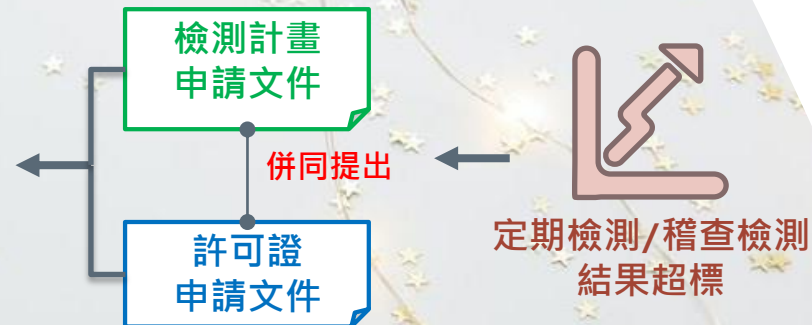 檢測計畫
申請文件
併同提出
許可證
申請文件
定期檢測/稽查檢測
結果超標